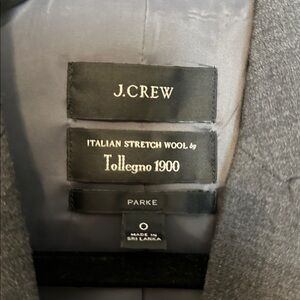 J.CREW
ITALIAN STRETCH WOOL by
Tollegno 1900
PARKE
0
MADE IN
SRI LANKA